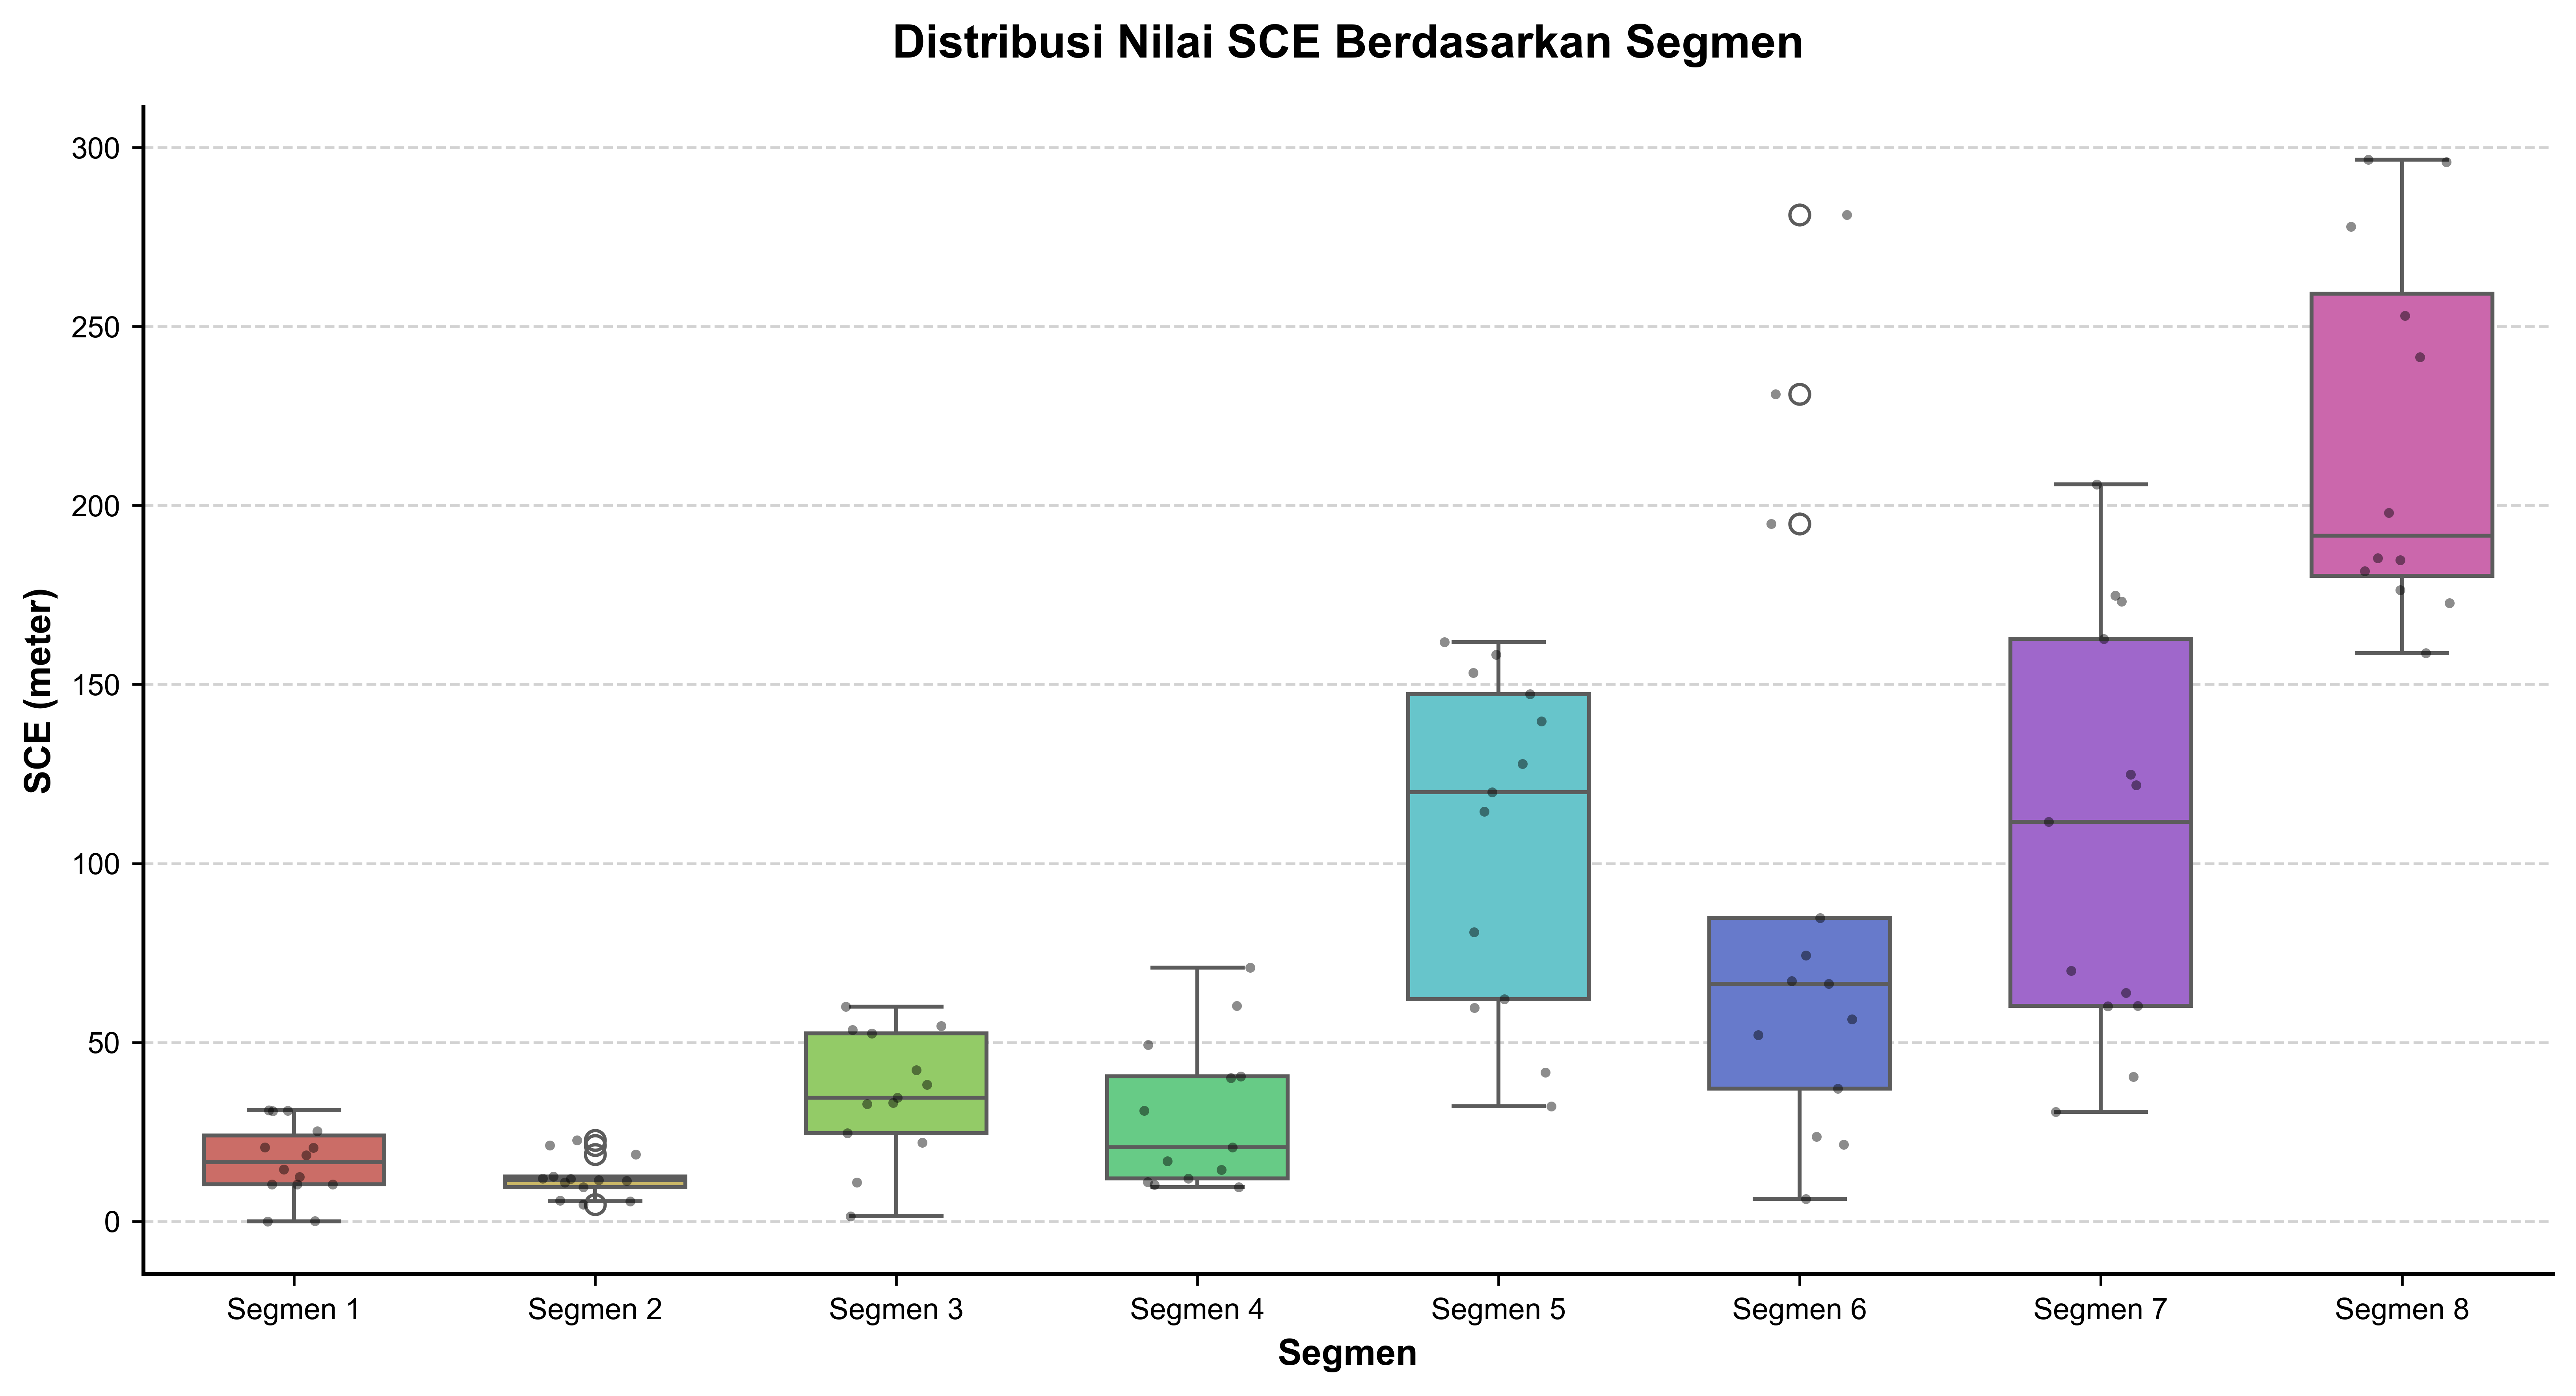 Distribusi Nilai SCE Berdasarkan Segmen
SCE (meter)
300
250
200
150
100
50
0
Segmen 1
Segmen 2
Segmen 3
Segmen 4
Segmen 5
Segmen 6
Segmen 7
Segmen 8
Segmen